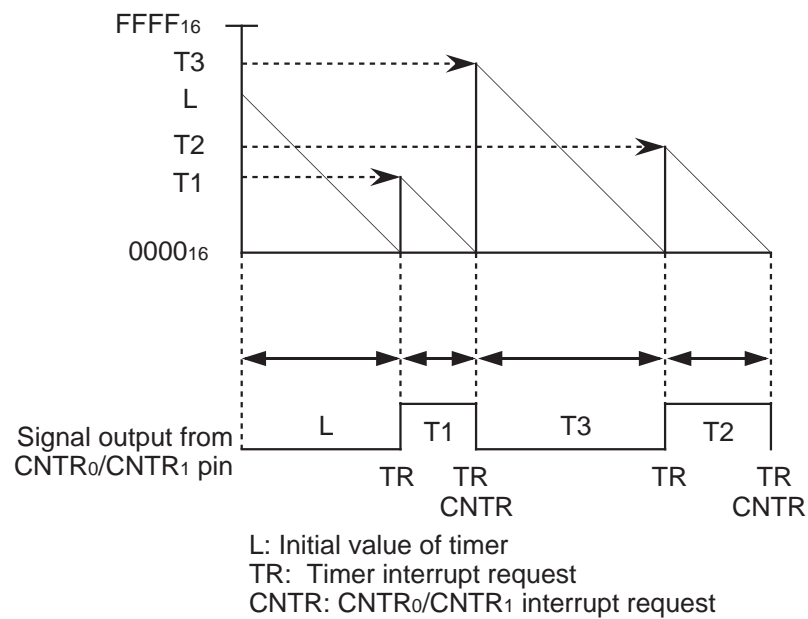 FFFF16
T3
L
T2
T1
000016
L T1 T3 T2
Signal output from
CNTR0/CNTR1 pin
TR TR TR TR
CNTR CNTR
L: Initial value of timer
TR: Timer interrupt request
CNTR: CNTR0/CNTR1 interrupt request